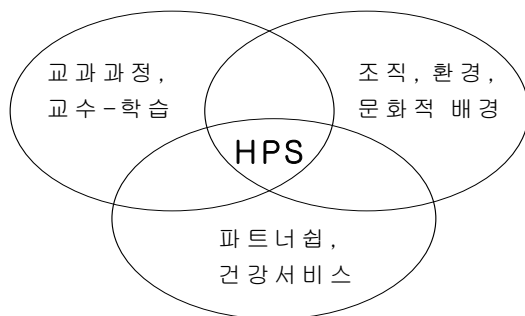 교과과정,
교수-학습
조직, 환경,
문화적 배경
HPS
파트너쉽,
건강서비스